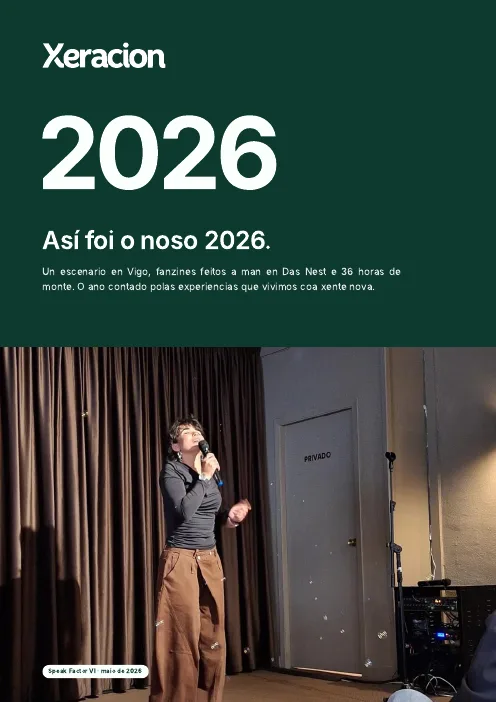 Xeracion
2026
Así foi o noso 2026.
Un escenario en Vigo, fanzines feitos a man en Das Nest e 36 horas de
monte. O ano contado polas experiencias que vivimos coa xente nova.
PRIVADO
Speak Factor VI · maio de 2026